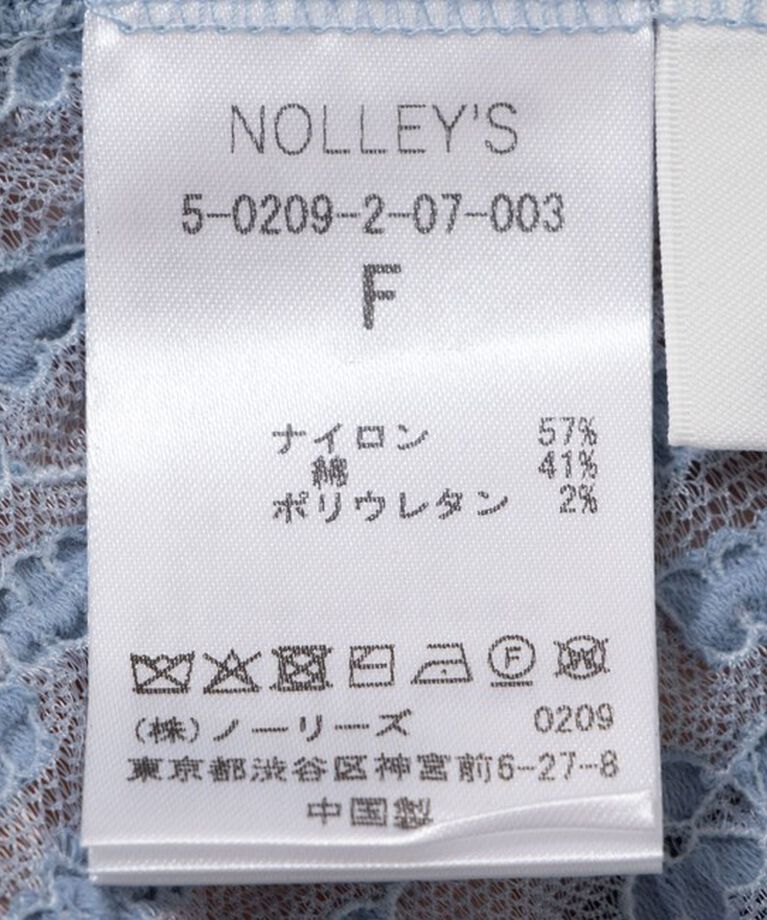 NOLLEY'S
5-0209-2-07-003
F
ナイロン 57%
綿 41%
ポリウレタン 2%
F W
(株)ノーリーズ 0209
東京都渋谷区神宮前6-27-8
中国製